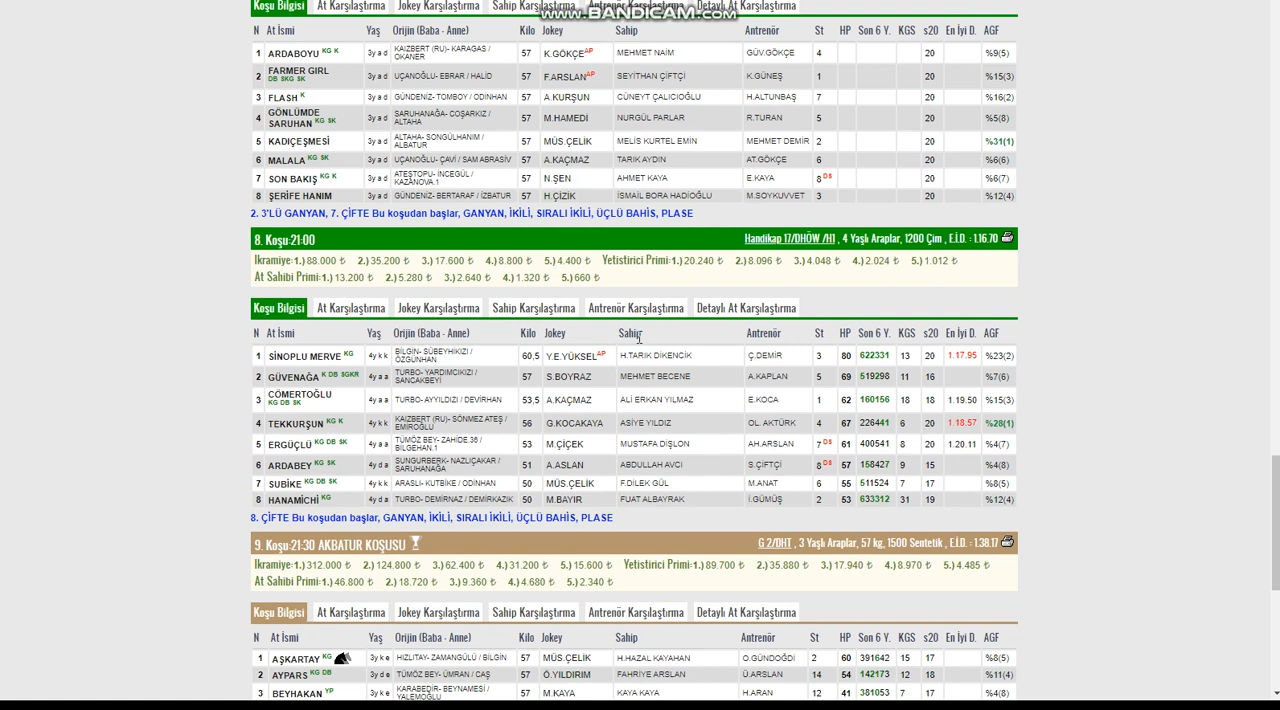 www.BANDICAM.com
Koşu Bilgisi At Karşılaştırma Jokey Karşılaştırma Sahip Karşılaştırma Antrenör Karşılaştırma Detaylı At Karşılaştırma
N At İsmi Yaş Orijin (Baba - Anne) Kilo Jokey Sahip Antrenör St HP Son 6 Y. KGS s20 En İyi D. AGF
1 ARDABOYU KG K 3y a d KAIZBERT (RU)- KARAGAS / OKANER 57 K.GÖKÇE AP MEHMET NAİM GÜV.GÖKÇE 4 20 %9(5)
2 FARMER GIRL DB SKG SK 3y a d UÇANOĞLU- EBRAR / HALİD 57 F.ARSLAN AP SEYİTHAN ÇİFTÇİ K.GÜNEŞ 1 20 %15(3)
3 FLASH K 3y a d GÜNDENİZ- TOMBOY / ODİNHAN 57 A.KURŞUN CÜNEYT ÇALICIOĞLU H.ALTUNBAŞ 7 20 %16(2)
4 GÖNLÜMDE SARUHAN KG SK 3y a d SARUHANAĞA- COŞARKIZ / ALTAHA 57 M.HAMEDİ NURGÜL PARLAR R.TURAN 5 20 %5(8)
5 KADIÇEŞMESİ 3y a d ALTAHA- SONGÜLHANIM / ALBATUR 57 MÜS.ÇELİK MELİS KURTEL EMİN MEHMET DEMİR 2 20 %31(1)
6 MALALA KG SK 3y a d UÇANOĞLU- ÇAVİ / SAM ABRASİV 57 A.KAÇMAZ TARIK AYDIN AT.GÖKÇE 6 20 %6(6)
7 SON BAKIŞ KG K 3y a d ATEŞTOPU- İNCEGÜL / KAZANOVA.1 57 N.ŞEN AHMET KAYA E.KAYA 8 DS 20 %6(7)
8 ŞERİFE HANIM 3y a d GÜNDENİZ- BERTARAF / İZBATUR 57 H.ÇİZİK İSMAİL BORA HADİOĞLU M.SOYKUVVET 3 20 %12(4)
2. 3'LÜ GANYAN, 7. ÇİFTE Bu koşudan başlar, GANYAN, İKİLİ, SIRALI İKİLİ, ÜÇLÜ BAHİS, PLASE
8. Koşu:21:00 Handikap 17/DHÖW /H1 , 4 Yaşlı Araplar, 1200 Çim , E.İ.D. : 1.16.70
Ikramiye:1.) 88.000 ₺ 2.) 35.200 ₺ 3.) 17.600 ₺ 4.) 8.800 ₺ 5.) 4.400 ₺ Yetistirici Primi:1.) 20.240 ₺ 2.) 8.096 ₺ 3.) 4.048 ₺ 4.) 2.024 ₺ 5.) 1.012 ₺
At Sahibi Primi:1.) 13.200 ₺ 2.) 5.280 ₺ 3.) 2.640 ₺ 4.) 1.320 ₺ 5.) 660 ₺
Koşu Bilgisi At Karşılaştırma Jokey Karşılaştırma Sahip Karşılaştırma Antrenör Karşılaştırma Detaylı At Karşılaştırma
N At İsmi Yaş Orijin (Baba - Anne) Kilo Jokey Sahip Antrenör St HP Son 6 Y. KGS s20 En İyi D. AGF
1 SİNOPLU MERVE KG 4y k k BİLGİN- SÜBEYHİKIZI / ÖZGÜNHAN 60,5 Y.E.YÜKSEL AP H.TARIK DİKENCİK Ç.DEMİR 3 80 622331 13 20 1.17.95 %23(2)
2 GÜVENAĞA K DB SGKR 4y a a TURBO- YARDIMCIKIZI / SANCAKBEYİ 57 S.BOYRAZ MEHMET BECENE A.KAPLAN 5 69 519298 11 16 %7(6)
3 CÖMERTOĞLU KG DB SK 4y a a TURBO- AYYILDIZI / DEVİRHAN 53,5 A.KAÇMAZ ALİ ERKAN YILMAZ E.KOCA 1 62 160156 18 18 1.19.50 %15(3)
4 TEKKURŞUN KG K 4y k k KAIZBERT (RU)- SÖNMEZ ATEŞ / EMİROĞLU 56 G.KOCAKAYA ASİYE YILDIZ OL. AKTÜRK 4 67 226441 6 20 1.18.57 %28(1)
5 ERGÜÇLÜ KG DB SK 4y a a TÜMÖZ BEY- ZAHİDE.36 / BİLGEHAN.1 53 M.ÇİÇEK MUSTAFA DİŞLON AH.ARSLAN 7 DS 61 400541 8 20 1.20.11 %4(7)
6 ARDABEY KG SK 4y d a SUNGURBERK- NAZLIÇAKAR / SARUHANAĞA 51 A.ASLAN ABDULLAH AVCI S.ÇİFTÇİ 8 DS 57 158427 9 15 %4(8)
7 SUBİKE KG DB SK 4y k k ARASLI- KUTBİKE / ODİNHAN 50 MÜS.ÇELİK F.DİLEK GÜL M.ANAT 6 55 511524 7 17 %8(5)
8 HANAMİCHİ KG 4y d a TURBO- DEMİRNAZ / DEMİRKAZIK 50 M.BAYIR FUAT ALBAYRAK İ.GÜMÜŞ 2 53 633312 31 19 %12(4)
8. ÇİFTE Bu koşudan başlar, GANYAN, İKİLİ, SIRALI İKİLİ, ÜÇLÜ BAHİS, PLASE
9. Koşu:21:30 AKBATUR KOŞUSU G 2/DHT , 3 Yaşlı Araplar, 57 kg, 1500 Sentetik , E.İ.D. : 1.38.17
Ikramiye:1.) 312.000 ₺ 2.) 124.800 ₺ 3.) 62.400 ₺ 4.) 31.200 ₺ 5.) 15.600 ₺ Yetistirici Primi:1.) 89.700 ₺ 2.) 35.880 ₺ 3.) 17.940 ₺ 4.) 8.970 ₺ 5.) 4.485 ₺
At Sahibi Primi:1.) 46.800 ₺ 2.) 18.720 ₺ 3.) 9.360 ₺ 4.) 4.680 ₺ 5.) 2.340 ₺
Koşu Bilgisi At Karşılaştırma Jokey Karşılaştırma Sahip Karşılaştırma Antrenör Karşılaştırma Detaylı At Karşılaştırma
N At İsmi Yaş Orijin (Baba - Anne) Kilo Jokey Sahip Antrenör St HP Son 6 Y. KGS s20 En İyi D. AGF
1 AŞKARTAY KG 3y k e HIZLITAY- ZAMANGÜLÜ / BİLGİN 57 MÜS.ÇELİK H.HAZAL KAYAHAN O.GÜNDOĞDİ 2 60 391642 15 17 %8(5)
2 AYPARS KG DB 3y d e TÜMÖZ BEY- ÜMRAN / CAŞ 57 Ö.YILDIRIM FAHRİYE ARSLAN Ü.ARSLAN 14 54 142173 12 18 %11(4)
3 BEYHAKAN YP 3y k e KARABEDİR- BEYNAMESİ / YALEMOĞLU 57 M.KAYA KAYA KAYA H.ARAN 12 41 381053 7 17 %4(8)